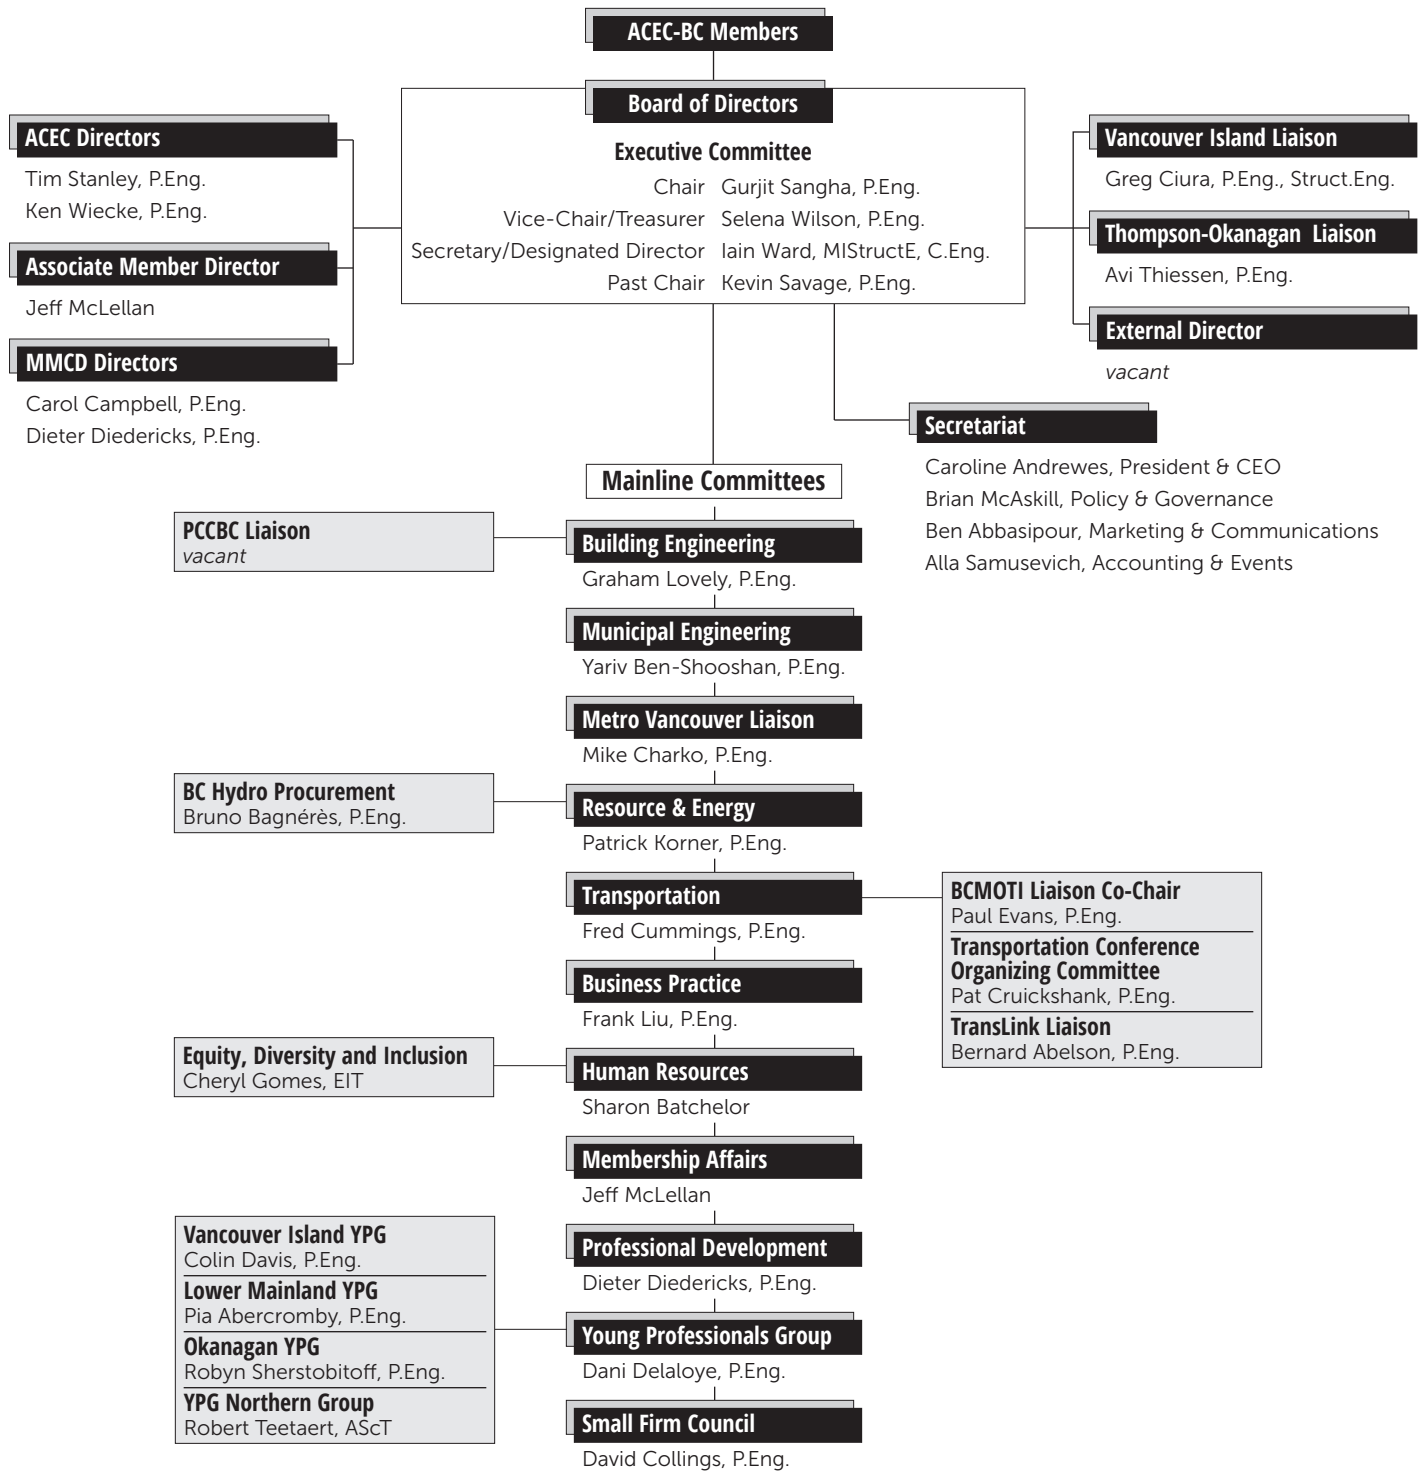 ACEC-BC Members
Board of Directors
Executive Committee
Chair Gurjit Sangha, P.Eng.
Vice-Chair/Treasurer Selena Wilson, P.Eng.
Secretary/Designated Director Iain Ward, MIStructE, C.Eng.
Past Chair Kevin Savage, P.Eng.
ACEC Directors
Tim Stanley, P.Eng.
Ken Wiecke, P.Eng.
Associate Member Director
Jeff McLellan
MMCD Directors
Carol Campbell, P.Eng.
Dieter Diedericks, P.Eng.
Vancouver Island Liaison
Greg Ciura, P.Eng., Struct.Eng.
Thompson-Okanagan Liaison
Avi Thiessen, P.Eng.
External Director
vacant
Secretariat
Caroline Andrewes, President & CEO
Brian McAskill, Policy & Governance
Ben Abbasipour, Marketing & Communications
Alla Samusevich, Accounting & Events
Mainline Committees
PCCBC Liaison
vacant
Building Engineering
Graham Lovely, P.Eng.
Municipal Engineering
Yariv Ben-Shooshan, P.Eng.
Metro Vancouver Liaison
Mike Charko, P.Eng.
BC Hydro Procurement
Bruno Bagnérès, P.Eng.
Resource & Energy
Patrick Korner, P.Eng.
Transportation
Fred Cummings, P.Eng.
BCMOTI Liaison Co-Chair
Paul Evans, P.Eng.
Transportation Conference
Organizing Committee
Pat Cruickshank, P.Eng.
TransLink Liaison
Bernard Abelson, P.Eng.
Business Practice
Frank Liu, P.Eng.
Equity, Diversity and Inclusion
Cheryl Gomes, EIT
Human Resources
Sharon Batchelor
Membership Affairs
Jeff McLellan
Professional Development
Dieter Diedericks, P.Eng.
Vancouver Island YPG
Colin Davis, P.Eng.
Lower Mainland YPG
Pia Abercromby, P.Eng.
Okanagan YPG
Robyn Sherstobitoff, P.Eng.
YPG Northern Group
Robert Teetaert, AScT
Young Professionals Group
Dani Delaloye, P.Eng.
Small Firm Council
David Collings, P.Eng.